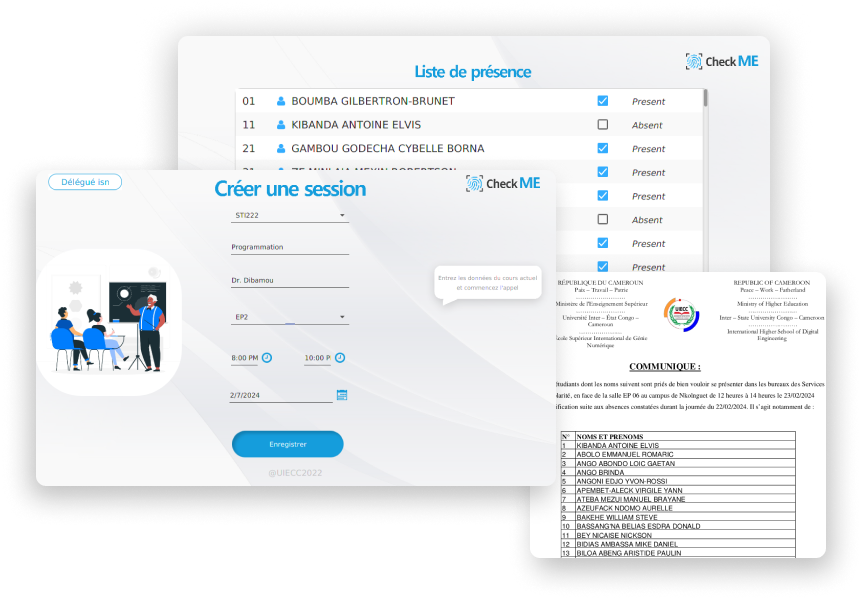 Liste de présence
Check ME
01 BOUMBA GILBERTRON-BRUNET Present
11 KIBANDA ANTOINE ELVIS Absent
21 GAMBOU GODECHA CYBELLE BORNA Present
Present
Present
Absent
Present
Present
Délégué isn
Créer une session
Check ME
STI222
Programmation
Dr. Dibamou
EP2
8:00 PM 10:00 P
2/7/2024
Enregistrer
@UIECC2022
Entrez les données du cours actuel
et commencez l'appel
RÉPUBLIQUE DU CAMEROUN
Paix – Travail – Patrie
Ministère de l'Enseignement Supérieur
Université Inter – État Congo –
Cameroun
Supérieur International de Génie
Numérique
UIECC
REPUBLIC OF CAMEROON
Peace – Work – Fatherland
Ministry of Higher Education
Inter – State University Congo – Cameroon
International Higher School of Digital
Engineering
COMMUNIQUE :
dont les noms suivent sont priés de bien vouloir se présenter dans les bureaux des Services
en face de la salle EP 06 au campus de Nkolnguet de 12 heures à 14 heures le 23/02/2024
suite aux absences constatées durant la journée du 22/02/2024. Il s'agit notamment de :
N° NOMS ET PRENOMS
1 KIBANDA ANTOINE ELVIS
2 ABOLO EMMANUEL ROMARIC
3 ANGO ABONDO LOIC GAETAN
4 ANGO BRINDA
5 ANGONI EDJO YVON-ROSSI
6 APEMBET-ALECK VIRGILE YANN
7 ATEBA MEZUI MANUEL BRAYANE
8 AZEUFACK NDOMO AURELLE
9 BAKEHE WILLIAM STEVE
10 BASSANG'NA BELIAS ESDRA DONALD
11 BEY NICAISE NICKSON
12 BIDIAS AMBASSA MIKE DANIEL
13 BILOA ABENG ARISTIDE PAULIN